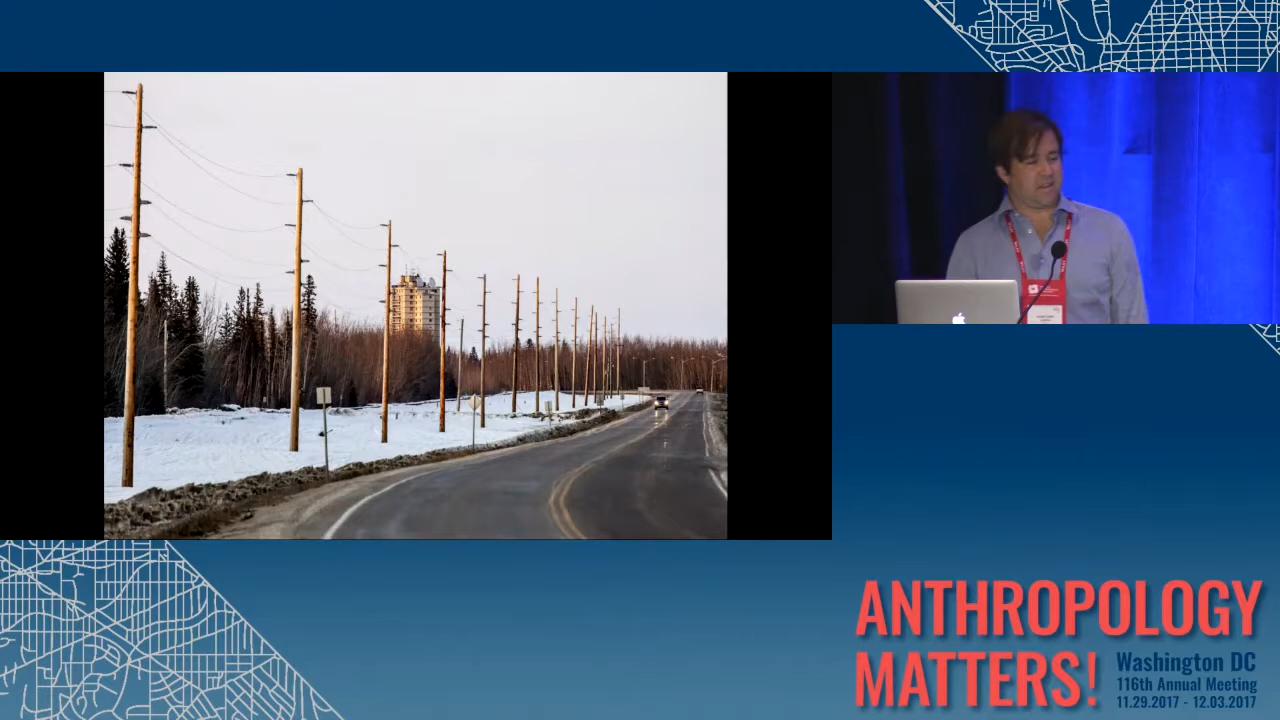 ANTHROPOLOGY
MATTERS!
Washington DC
116th Annual Meeting
11.29.2017 - 12.03.2017